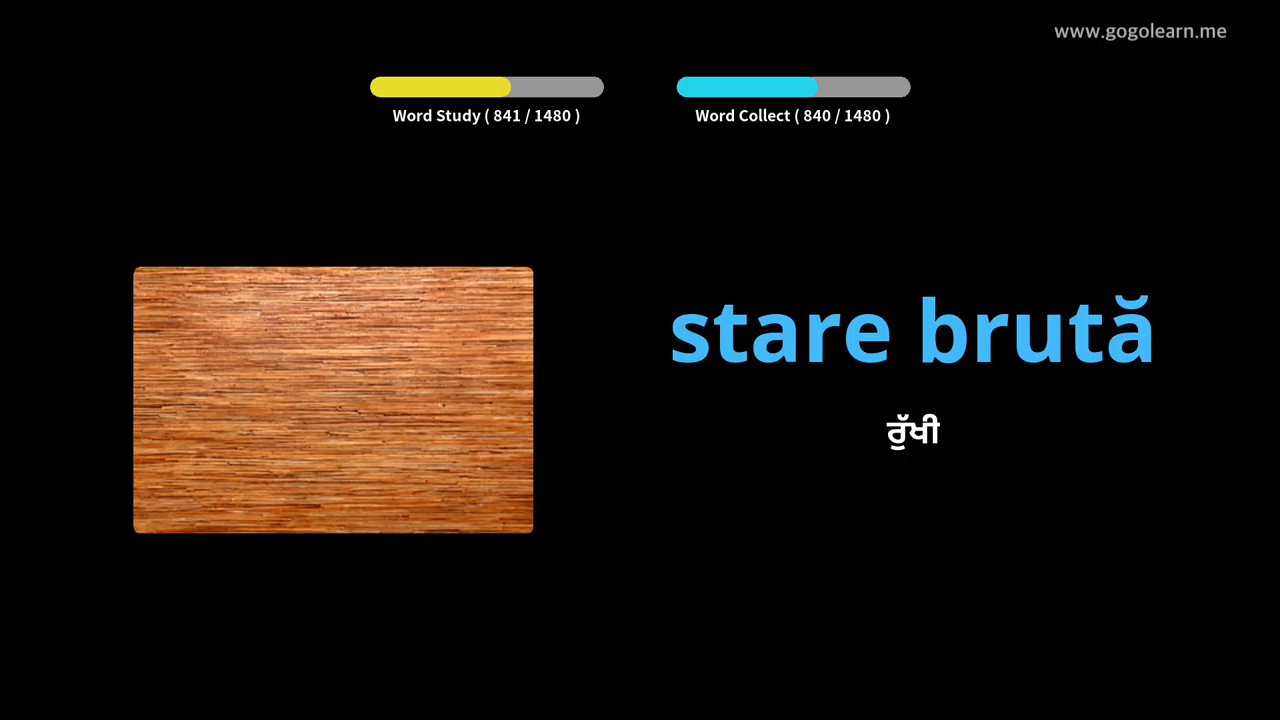 www.gogolearn.me
Word Study ( 841 / 1480 )
Word Collect ( 840 / 1480 )
stare brută
ਰੁੱਖੀ